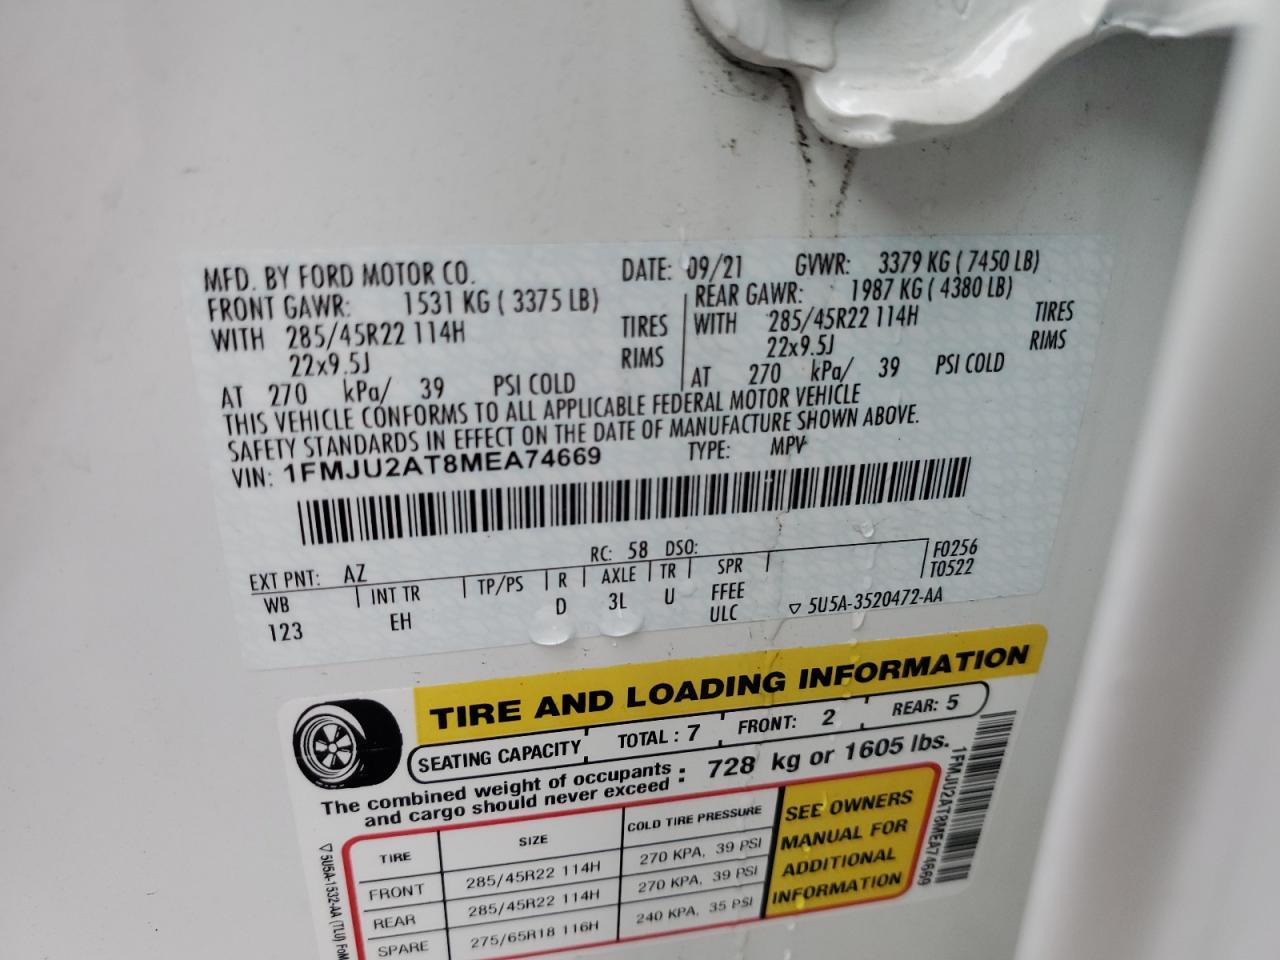 MFD. BY FORD MOTOR CO. DATE: 09/21 GVWR: 3379 KG ( 7450 LB)
FRONT GAWR: 1531 KG ( 3375 LB) REAR GAWR: 1987 KG ( 4380 LB)
WITH 285/45R22 114H TIRES WITH 285/45R22 114H TIRES
22x9.5J RIMS 22x9.5J RIMS
AT 270 kPa/ 39 PSI COLD AT 270 kPa/ 39 PSI COLD
THIS VEHICLE CONFORMS TO ALL APPLICABLE FEDERAL MOTOR VEHICLE
SAFETY STANDARDS IN EFFECT ON THE DATE OF MANUFACTURE SHOWN ABOVE.
VIN: 1FMJU2AT8MEA74669 TYPE: MPV
EXT PNT: AZ RC: 58 DSO: F0256
WB INT TR TP/PS R AXLE TR SPR T0522
123 EH D 3L U FFEE
ULC ▽ 5U5A-3520472-AA
TIRE AND LOADING INFORMATION
SEATING CAPACITY TOTAL : 7 FRONT: 2 REAR: 5
The combined weight of occupants and cargo should never exceed : 728 kg or 1605 lbs.
TIRE SIZE COLD TIRE PRESSURE
FRONT 285/45R22 114H 270 KPA, 39 PSI
REAR 285/45R22 114H 270 KPA, 39 PSI
SPARE 275/65R18 116H 240 KPA, 35 PSI
SEE OWNERS
MANUAL FOR
ADDITIONAL
INFORMATION
1FMJU2AT8MEA74669
▽ 5U5A-1532-AA (TLU) FoM